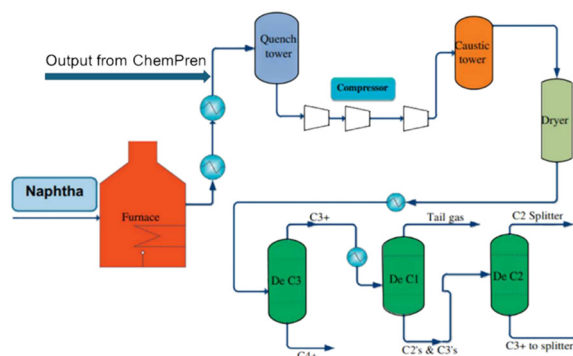 Output from ChemPren
Quench
tower
Compressor
Caustic
tower
Dryer
Naphtha
Furnace
C3+
Tail gas
C2 Splitter
De C3
De C1
De C2
C4+
C2's & C3's
C3+ to splitter